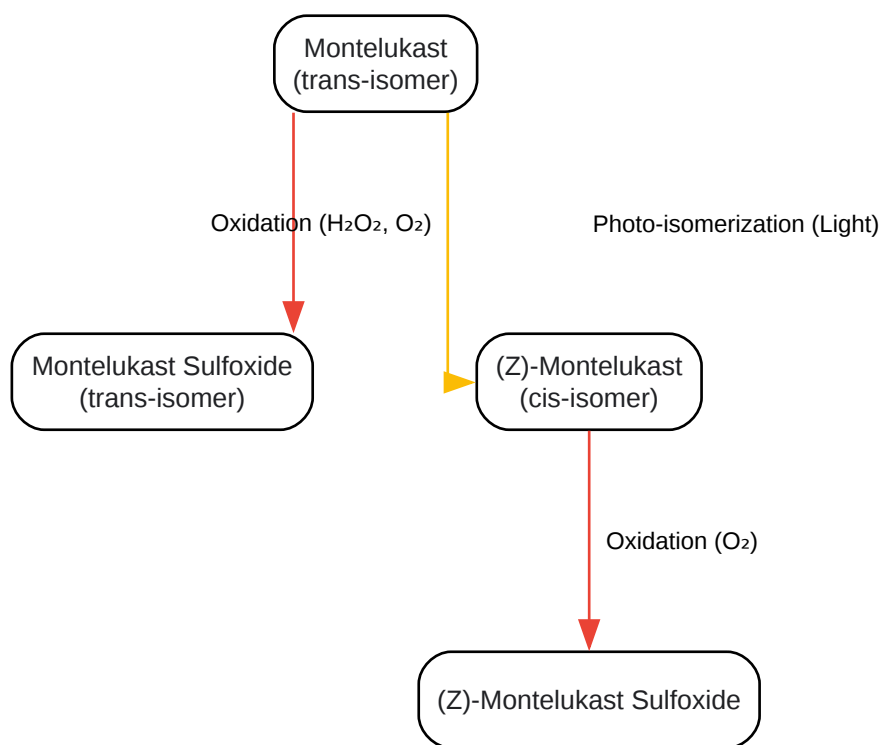 Montelukast
(trans-isomer)
Oxidation (H₂O₂, O₂)
Photo-isomerization (Light)
Montelukast Sulfoxide
(trans-isomer)
(Z)-Montelukast
(cis-isomer)
Oxidation (O₂)
(Z)-Montelukast Sulfoxide